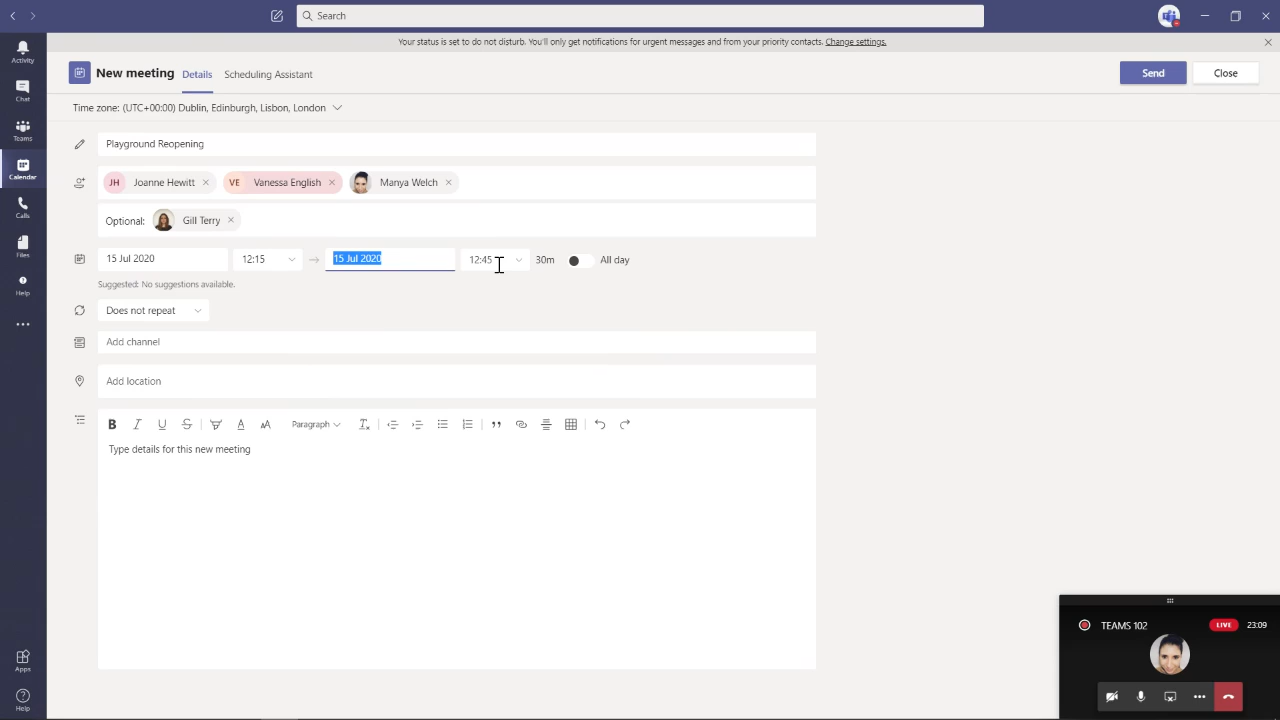 Search
Your status is set to do not disturb. You'll only get notifications for urgent messages and from your priority contacts. Change settings.
Activity
Chat
Teams
Calendar
Calls
Files
Help
Apps
Help
New meeting Details Scheduling Assistant
Send Close
Time zone: (UTC+00:00) Dublin, Edinburgh, Lisbon, London
Playground Reopening
JH Joanne Hewitt VE Vanessa English Manya Welch
Optional: Gill Terry
15 Jul 2020 12:15 15 Jul 2020 12:45 30m All day
Suggested: No suggestions available.
Does not repeat
Add channel
Add location
B I U S A AA Paragraph
Type details for this new meeting
TEAMS 102 LIVE 23:09